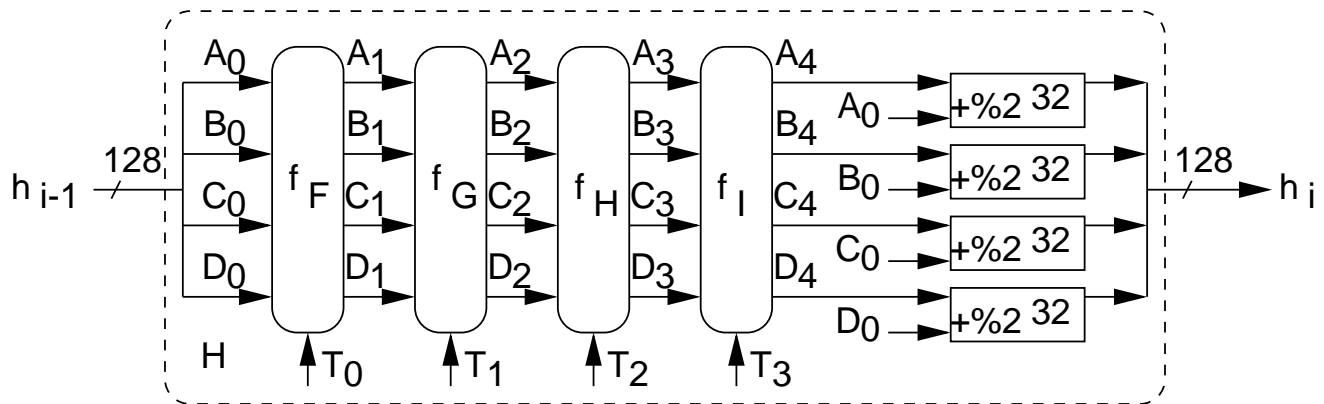 A0 A1 A2 A3 A4
+%2 32
A0
B0 B1 B2 B3 B4
128 +%2 32 128
h i-1 f F f G f H f I B0 h i
C0 C1 C2 C3 C4
+%2 32
C0
D0 D1 D2 D3 D4
+%2 32
D0
H T0 T1 T2 T3